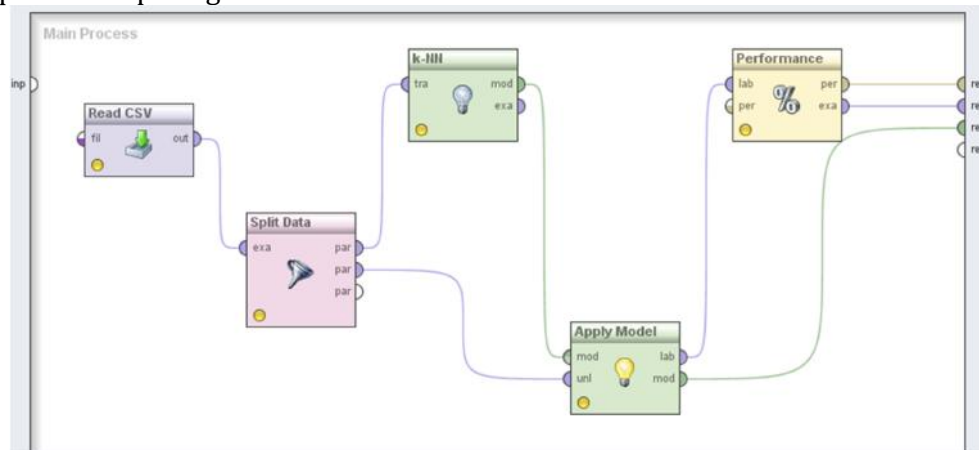 Main Process
inp
Read CSV
fil out
Split Data
exa par
par
par
k-NN
tra mod
exa
Apply Model
mod lab
unl mod
Performance
lab per
per exa
%
re
re
re
re